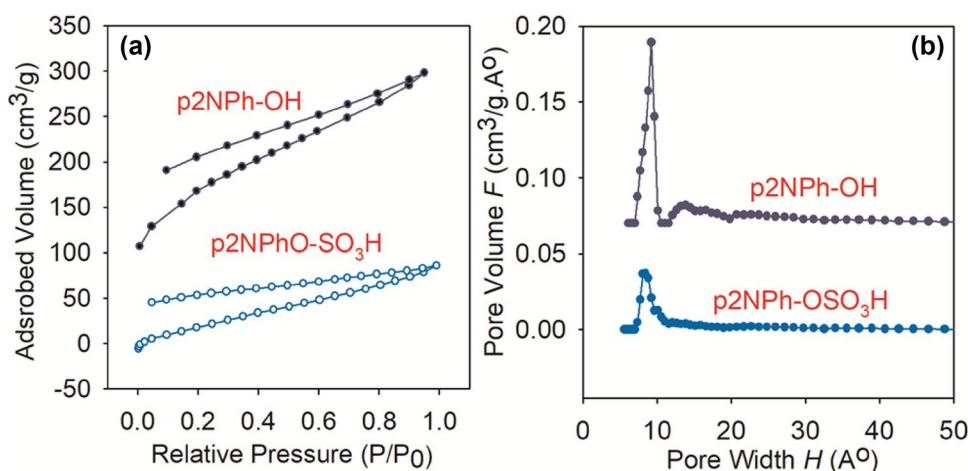 (a)
350
300
250
200
150
100
50
0
-50
Adsrobed Volume (cm³/g)
p2NPh-OH
p2NPhO-SO₃H
0.0 0.2 0.4 0.6 0.8 1.0
Relative Pressure (P/P₀)
(b)
0.20
0.15
0.10
0.05
0.00
Pore Volume F (cm³/g.Aᴼ)
p2NPh-OH
p2NPh-OSO₃H
0 10 20 30 40 50
Pore Width H (Aᴼ)